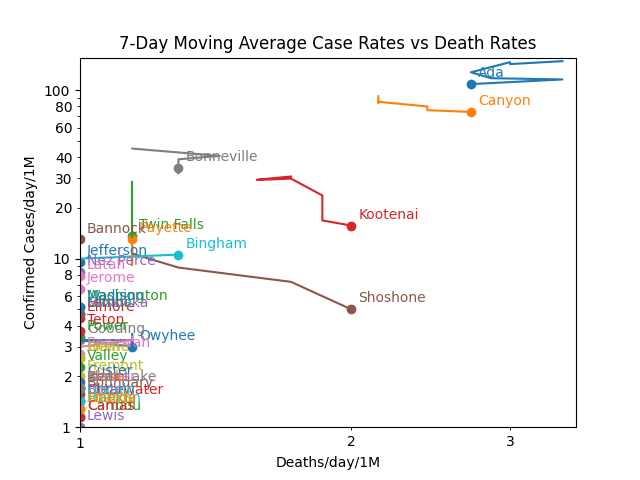 7-Day Moving Average Case Rates vs Death Rates
Ada
Canyon
Bonneville
Kootenai
Twin Falls
Payette
Bannock
Bingham
Jefferson
Nez Perce
Latah
Jerome
Shoshone
Madison
Washington
Elmore
Teton
Power
Gooding
Owyhee
Valley
Fremont
Custer
Boundary
Clearwater
Camas
Lewis
100
80
60
40
30
20
10
8
6
4
3
2
1
Confirmed Cases/day/1M
1
2
3
Deaths/day/1M